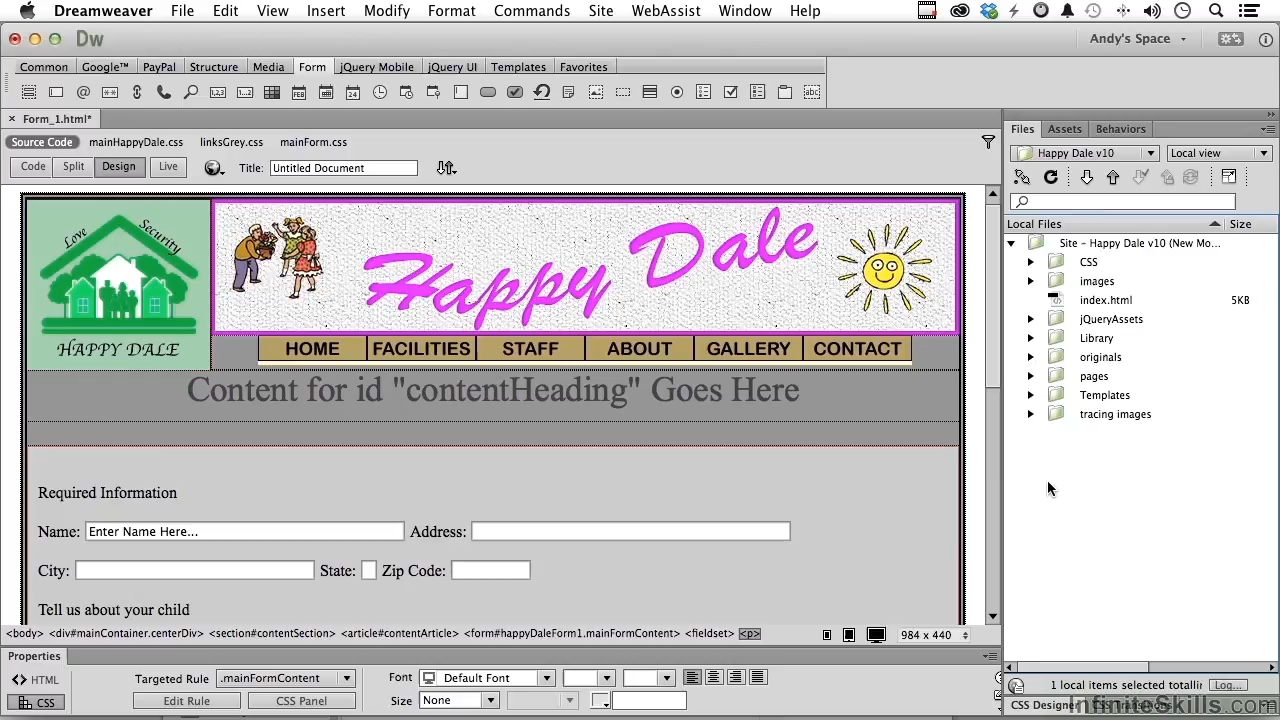 Dreamweaver File Edit View Insert Modify Format Commands Site WebAssist Window Help
Dw
Andy's Space
Common Google™ PayPal Structure Media Form jQuery Mobile jQuery UI Templates Favorites
Form_1.html*
Source Code mainHappyDale.css linksGrey.css mainForm.css
Code Split Design Live Title: Untitled Document
Love Security
HAPPY DALE
Happy Dale
HOME FACILITIES STAFF ABOUT GALLERY CONTACT
Content for id "contentHeading" Goes Here
Required Information
Name: Enter Name Here... Address:
City: State: Zip Code:
Tell us about your child
<body> <div#mainContainer.centerDiv> <section#contentSection> <article#contentArticle> <form#happyDaleForm1.mainFormContent> <fieldset> <p>
984 x 440
Properties
HTML Targeted Rule .mainFormContent Font Default Font
CSS Edit Rule CSS Panel Size None
Files Assets Behaviors
Happy Dale v10 Local view
Local Files Size
Site - Happy Dale v10 (New Mo...
CSS
images
index.html 5KB
jQueryAssets
Library
originals
pages
Templates
tracing images
1 local items selected totallin Log...
CSS Designer CSS Transitions
InfiniteSkills.com